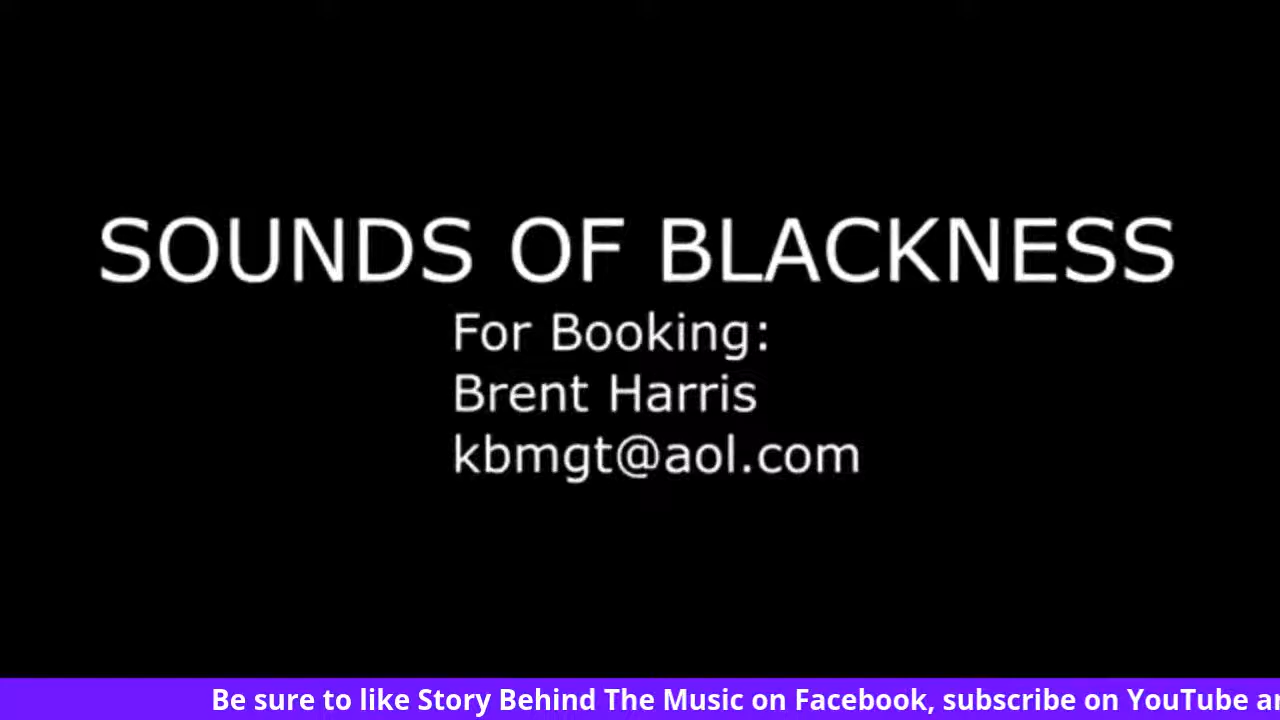 SOUNDS OF BLACKNESS
For Booking:
Brent Harris
kbmgt@aol.com
Be sure to like Story Behind The Music on Facebook, subscribe on YouTube